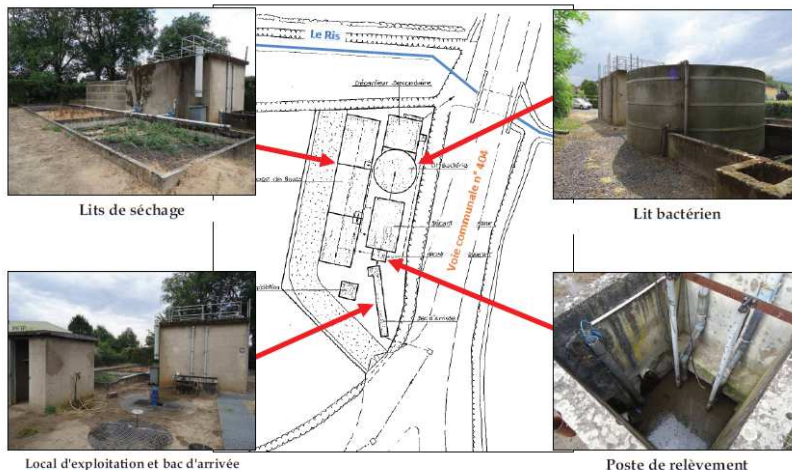 Le Ris
Dégraisseur Secondaire
Voie communale n° 404
Bac d'Arrivée
Lits de séchage
Lit bactérien
Local d'exploitation et bac d'arrivée
Poste de relèvement